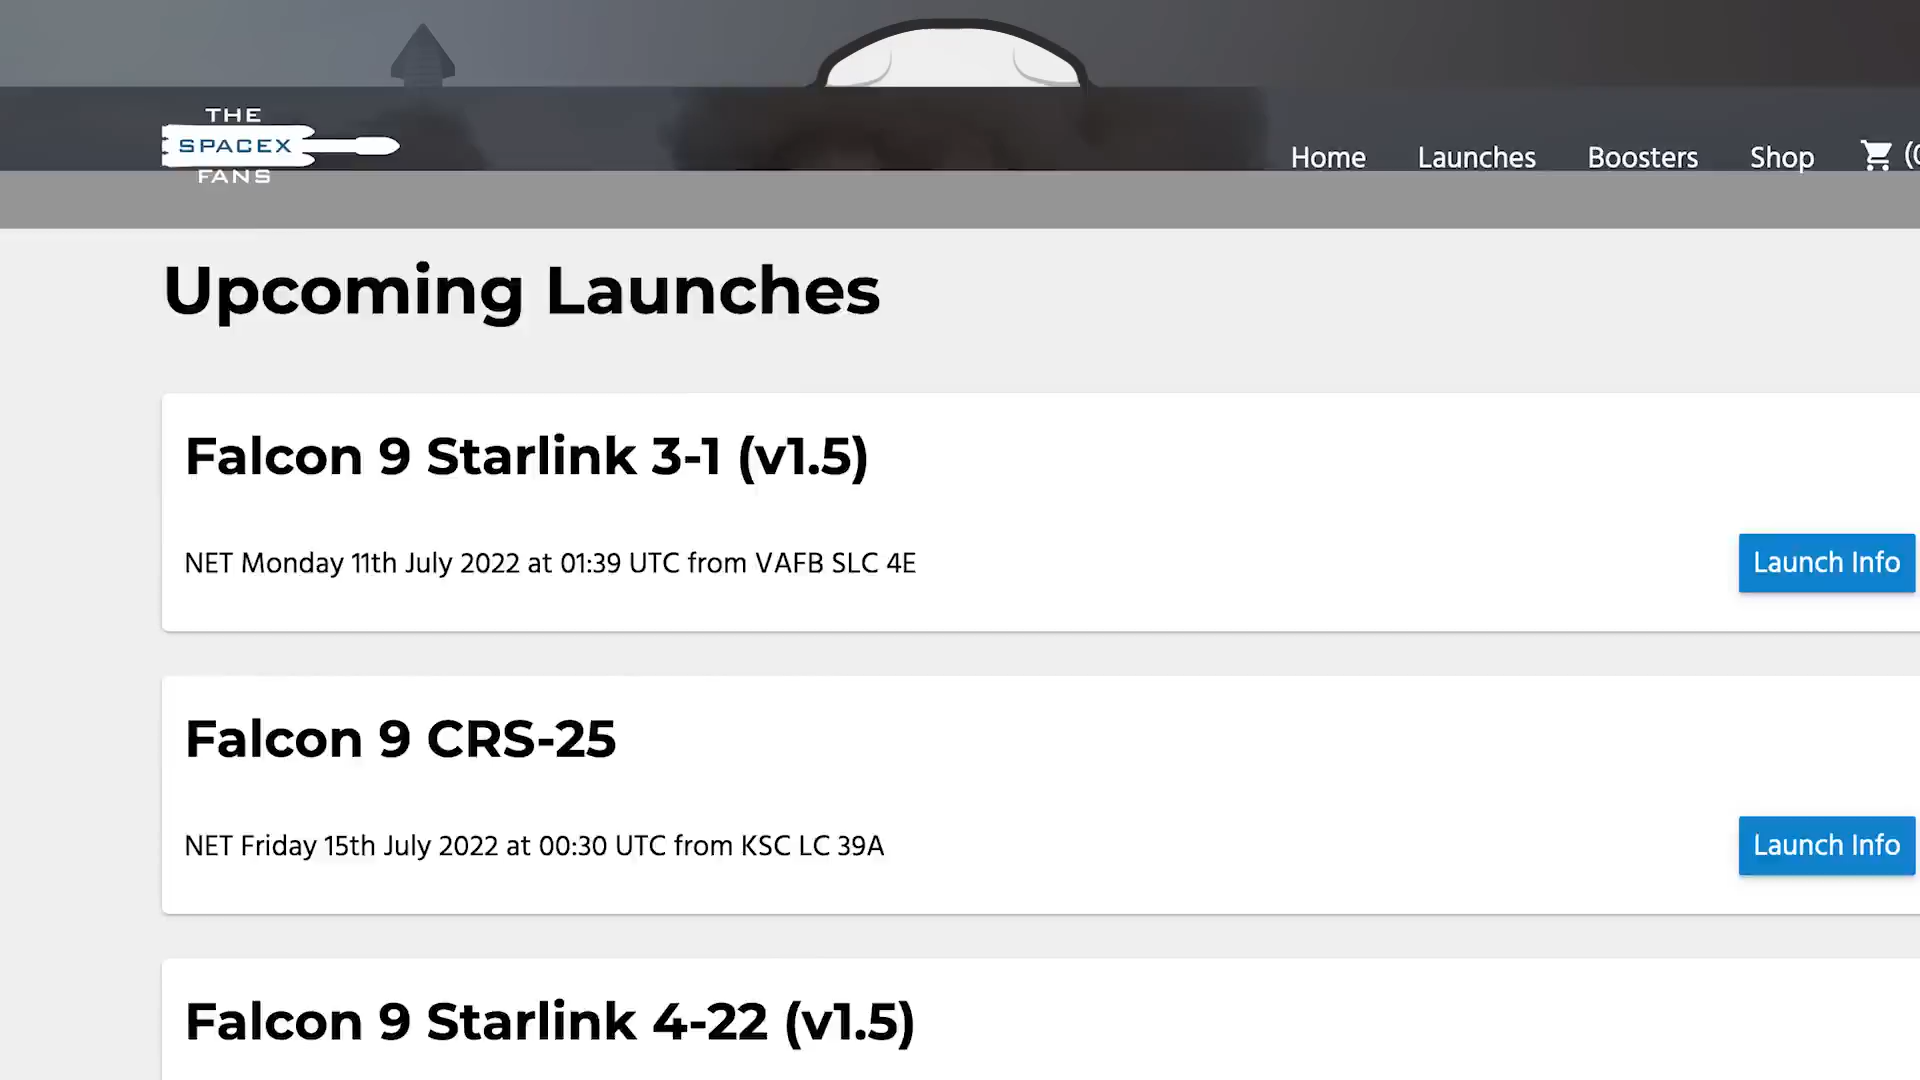 THE
SPACEX
FANS
Home Launches Boosters Shop
Upcoming Launches
Falcon 9 Starlink 3-1 (v1.5)
NET Monday 11th July 2022 at 01:39 UTC from VAFB SLC 4E
Launch Info
Falcon 9 CRS-25
NET Friday 15th July 2022 at 00:30 UTC from KSC LC 39A
Launch Info
Falcon 9 Starlink 4-22 (v1.5)